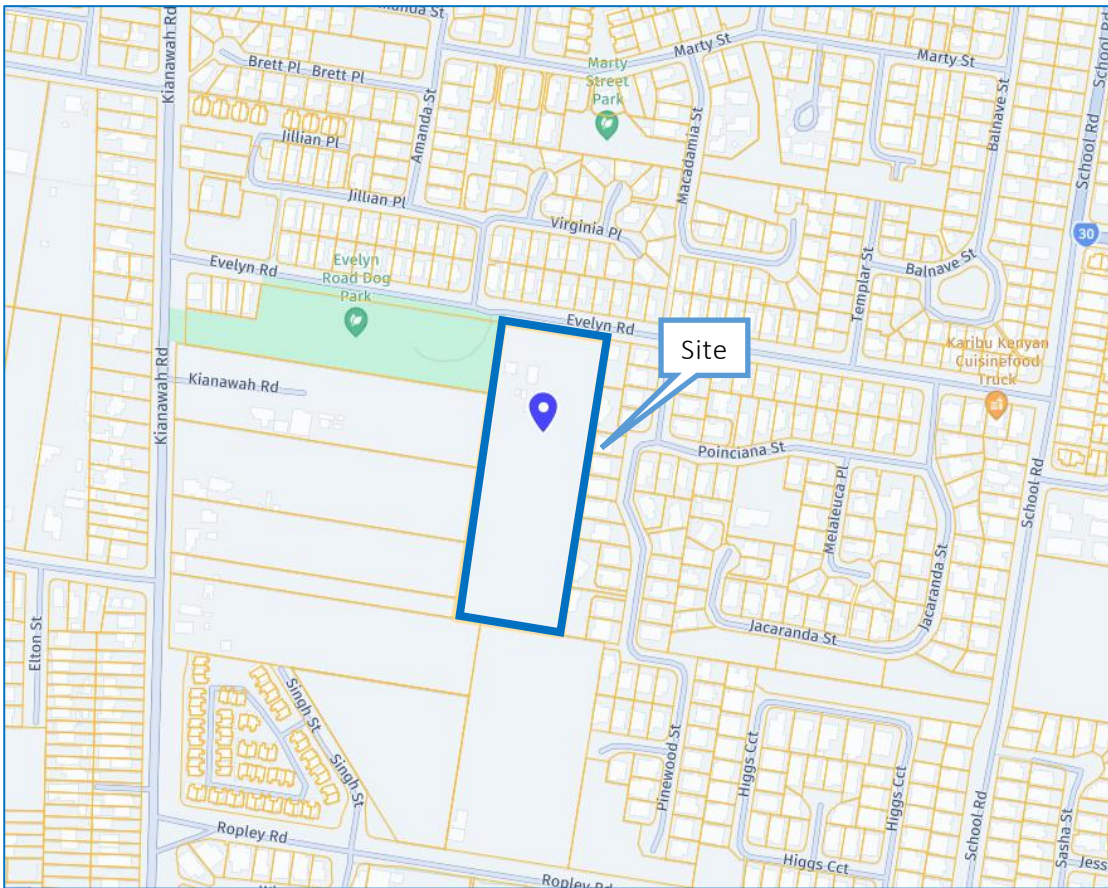 Kianawah Rd
Amanda St
Marty St
Marty St
School Rd
School Rd
Brett Pl
Brett Pl
Marty
Street
Park
Balnave St
Jillian Pl
Amanda St
Macadamia St
Jillian Pl
Virginia Pl
30
Evelyn Rd
Evelyn
Road Dog
Park
Templar St
Balnave St
Evelyn Rd
Site
Karibu Kenyan
Cuisinefood
Truck
Kianawah Rd
Kianawah Rd
Poinciana St
Melaleuca Pl
School Rd
Jacaranda St
Jacaranda St
Elton St
Singh St
Singh St
Pinewood St
Higgs Cct
Higgs Cct
School Rd
Sasha St
Ropley Rd
Higgs Cct
Jess
Ropley Rd